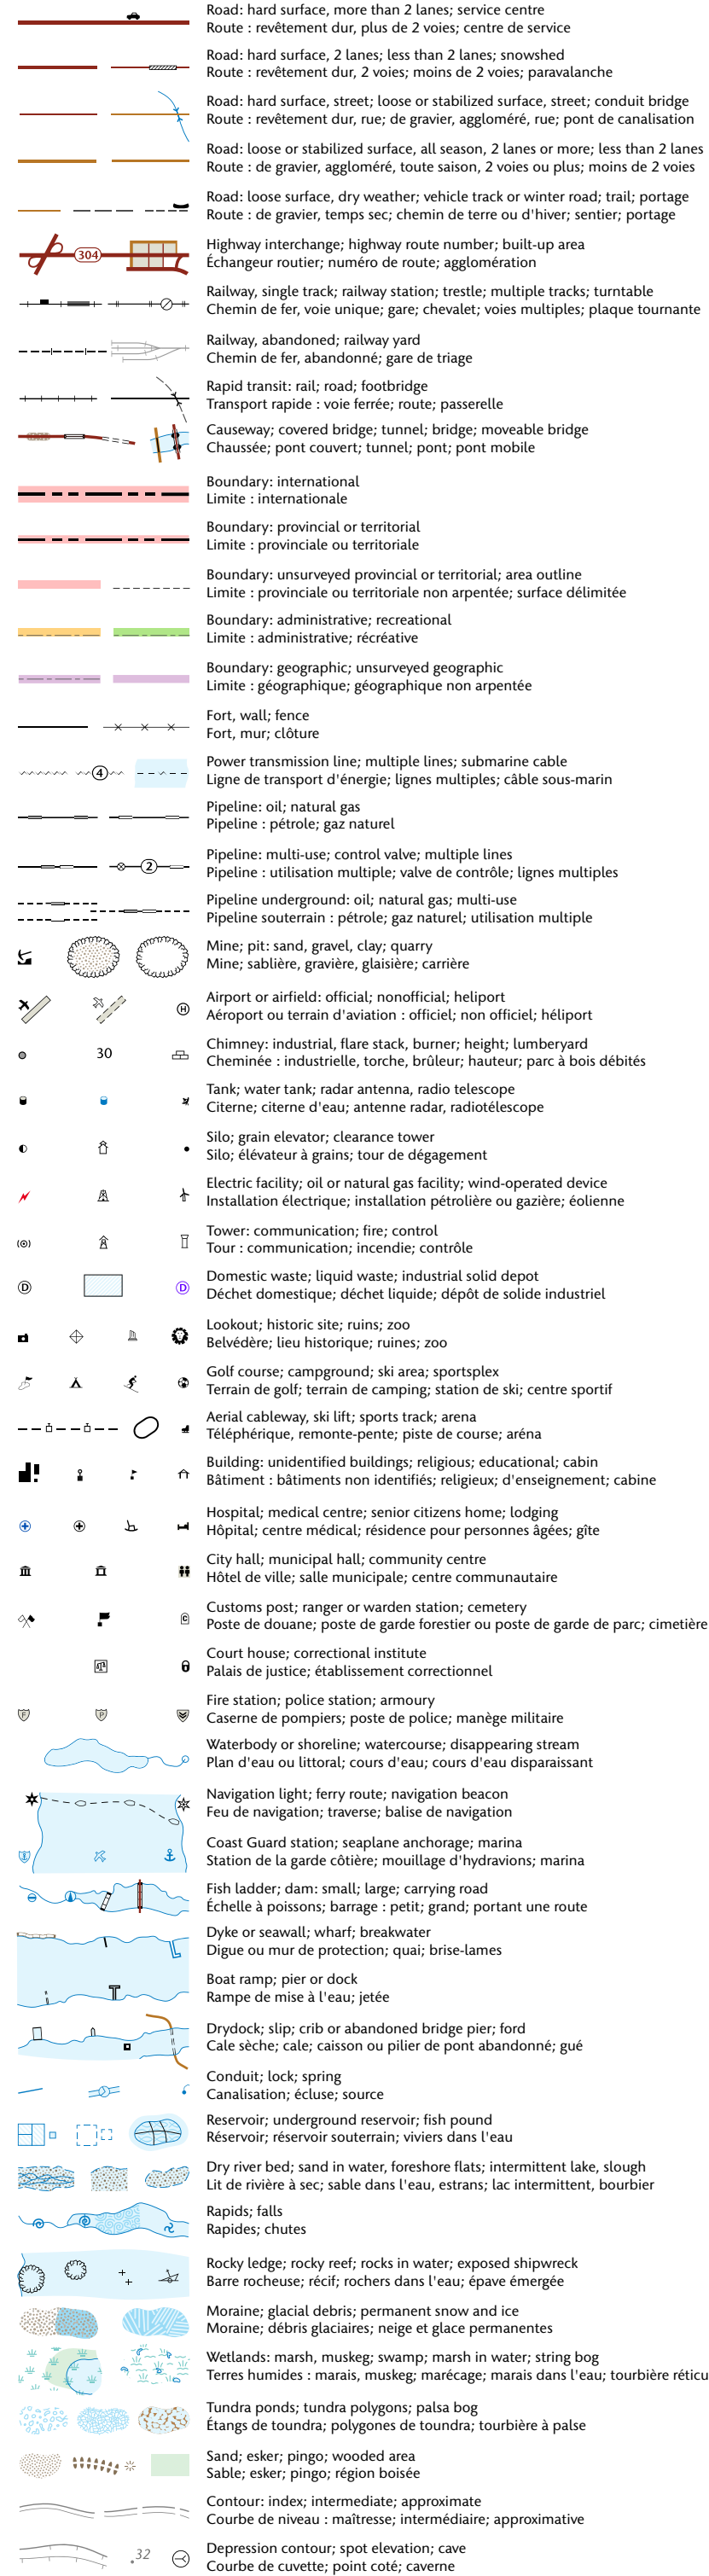 Road: hard surface, more than 2 lanes; service centre
Route : revêtement dur, plus de 2 voies; centre de service
Road: hard surface, 2 lanes; less than 2 lanes; snowshed
Route : revêtement dur, 2 voies; moins de 2 voies; paravalanche
Road: hard surface, street; loose or stabilized surface, street; conduit bridge
Route : revêtement dur, rue; de gravier, aggloméré, rue; pont de canalisation
Road: loose or stabilized surface, all season, 2 lanes or more; less than 2 lanes
Route : de gravier, aggloméré, toute saison, 2 voies ou plus; moins de 2 voies
Road: loose surface, dry weather; vehicle track or winter road; trail; portage
Route : de gravier, temps sec; chemin de terre ou d'hiver; sentier; portage
304
Highway interchange; highway route number; built-up area
Échangeur routier; numéro de route; agglomération
Railway, single track; railway station; trestle; multiple tracks; turntable
Chemin de fer, voie unique; gare; chevalet; voies multiples; plaque tournante
Railway, abandoned; railway yard
Chemin de fer, abandonné; gare de triage
Rapid transit: rail; road; footbridge
Transport rapide : voie ferrée; route; passerelle
Causeway; covered bridge; tunnel; bridge; moveable bridge
Chaussée; pont couvert; tunnel; pont; pont mobile
Boundary: international
Limite : internationale
Boundary: provincial or territorial
Limite : provinciale ou territoriale
Boundary: unsurveyed provincial or territorial; area outline
Limite : provinciale ou territoriale non arpentée; surface délimitée
Boundary: administrative; recreational
Limite : administrative; récréative
Boundary: geographic; unsurveyed geographic
Limite : géographique; géographique non arpentée
Fort, wall; fence
Fort, mur; clôture
4
Power transmission line; multiple lines; submarine cable
Ligne de transport d'énergie; lignes multiples; câble sous-marin
Pipeline: oil; natural gas
Pipeline : pétrole; gaz naturel
2
Pipeline: multi-use; control valve; multiple lines
Pipeline : utilisation multiple; valve de contrôle; lignes multiples
Pipeline underground: oil; natural gas; multi-use
Pipeline souterrain : pétrole; gaz naturel; utilisation multiple
Mine; pit: sand, gravel, clay; quarry
Mine; sablière, gravière, glaisière; carrière
H
Airport or airfield: official; nonofficial; heliport
Aéroport ou terrain d'aviation : officiel; non officiel; héliport
30
Chimney: industrial, flare stack, burner; height; lumberyard
Cheminée : industrielle, torche, brûleur; hauteur; parc à bois débités
Tank; water tank; radar antenna, radio telescope
Citerne; citerne d'eau; antenne radar, radiotélescope
Silo; grain elevator; clearance tower
Silo; élévateur à grains; tour de dégagement
Electric facility; oil or natural gas facility; wind-operated device
Installation électrique; installation pétrolière ou gazière; éolienne
Tower: communication; fire; control
Tour : communication; incendie; contrôle
D D
Domestic waste; liquid waste; industrial solid depot
Déchet domestique; déchet liquide; dépôt de solide industriel
Lookout; historic site; ruins; zoo
Belvédère; lieu historique; ruines; zoo
Golf course; campground; ski area; sportsplex
Terrain de golf; terrain de camping; station de ski; centre sportif
Aerial cableway, ski lift; sports track; arena
Téléphérique, remonte-pente; piste de course; aréna
Building: unidentified buildings; religious; educational; cabin
Bâtiment : bâtiments non identifiés; religieux; d'enseignement; cabine
Hospital; medical centre; senior citizens home; lodging
Hôpital; centre médical; résidence pour personnes âgées; gîte
City hall; municipal hall; community centre
Hôtel de ville; salle municipale; centre communautaire
C
Customs post; ranger or warden station; cemetery
Poste de douane; poste de garde forestier ou poste de garde de parc; cimetière
Court house; correctional institute
Palais de justice; établissement correctionnel
F P
Fire station; police station; armoury
Caserne de pompiers; poste de police; manège militaire
Waterbody or shoreline; watercourse; disappearing stream
Plan d'eau ou littoral; cours d'eau; cours d'eau disparaissant
Navigation light; ferry route; navigation beacon
Feu de navigation; traverse; balise de navigation
Coast Guard station; seaplane anchorage; marina
Station de la garde côtière; mouillage d'hydravions; marina
Fish ladder; dam: small; large; carrying road
Échelle à poissons; barrage : petit; grand; portant une route
Dyke or seawall; wharf; breakwater
Digue ou mur de protection; quai; brise-lames
Boat ramp; pier or dock
Rampe de mise à l'eau; jetée
Drydock; slip; crib or abandoned bridge pier; ford
Cale sèche; cale; caisson ou pilier de pont abandonné; gué
Conduit; lock; spring
Canalisation; écluse; source
Reservoir; underground reservoir; fish pound
Réservoir; réservoir souterrain; viviers dans l'eau
Dry river bed; sand in water, foreshore flats; intermittent lake, slough
Lit de rivière à sec; sable dans l'eau, estrans; lac intermittent, bourbier
Rapids; falls
Rapides; chutes
Rocky ledge; rocky reef; rocks in water; exposed shipwreck
Barre rocheuse; récif; rochers dans l'eau; épave émergée
Moraine; glacial debris; permanent snow and ice
Moraine; débris glaciaires; neige et glace permanentes
Wetlands: marsh, muskeg; swamp; marsh in water; string bog
Terres humides : marais, muskeg; marécage; marais dans l'eau; tourbière réticu
Tundra ponds; tundra polygons; palsa bog
Étangs de toundra; polygones de toundra; tourbière à palse
Sand; esker; pingo; wooded area
Sable; esker; pingo; région boisée
Contour: index; intermediate; approximate
Courbe de niveau : maîtresse; intermédiaire; approximative
.32
Depression contour; spot elevation; cave
Courbe de cuvette; point coté; caverne